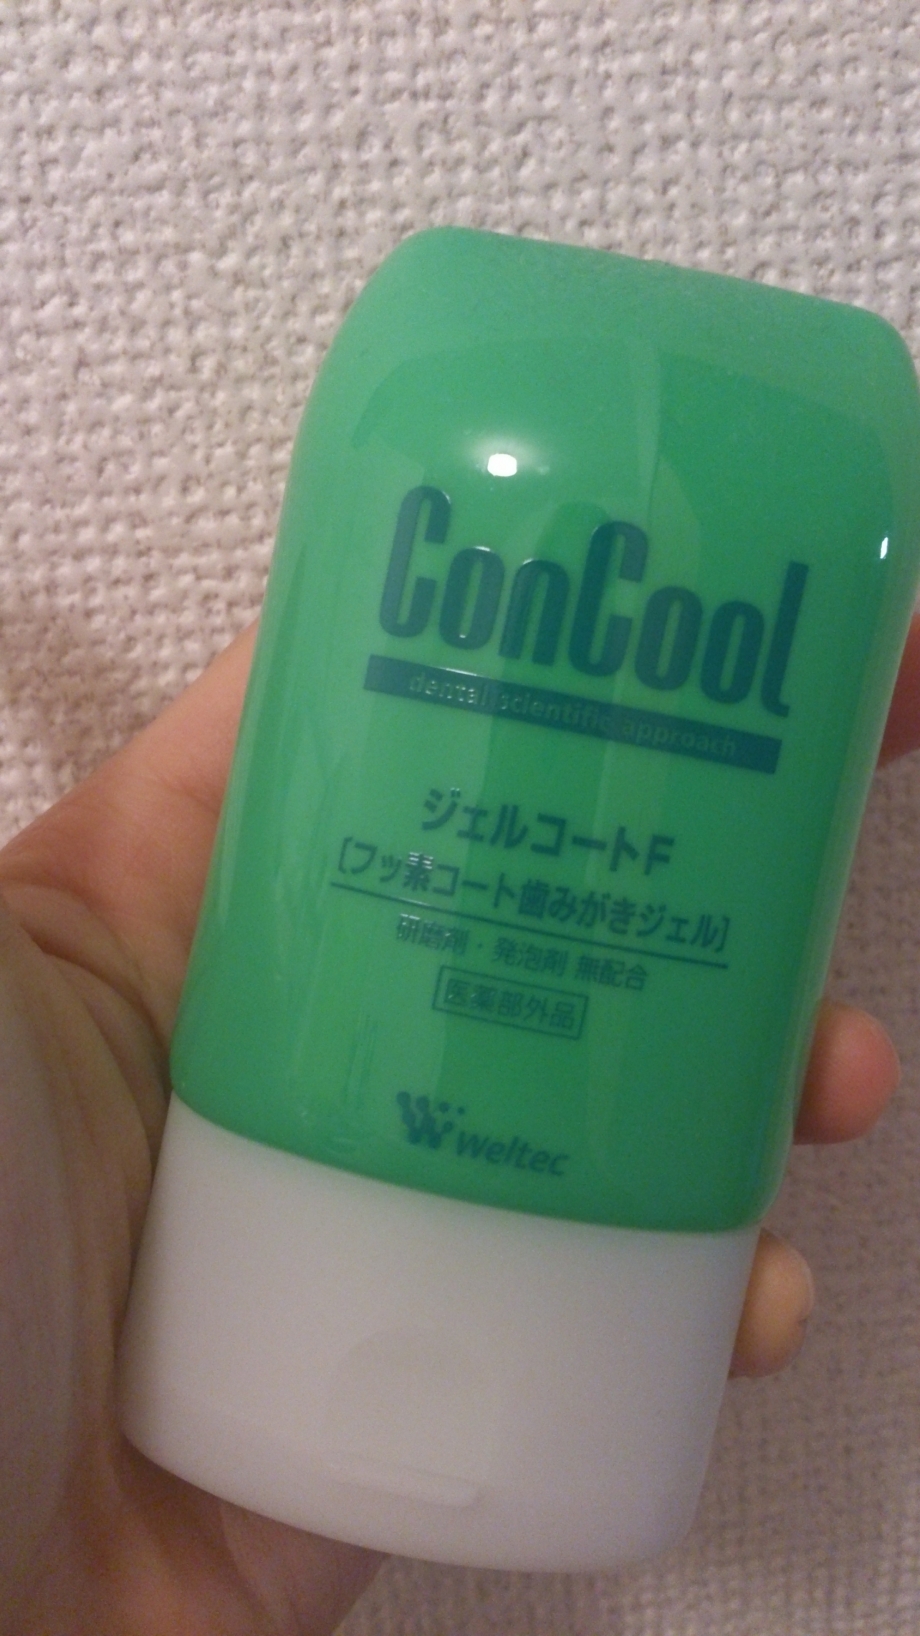 ConCool
dental scientific approach
ジェルコートF
[フッ素コート歯みがきジェル]
研磨剤・発泡剤 無配合
医薬部外品
weltec